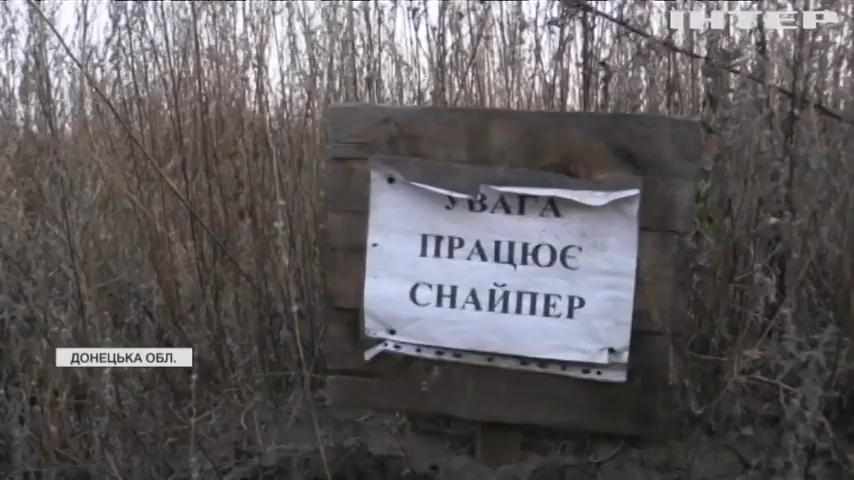 ІНТЕР
УВАГА
ПРАЦЮЄ
СНАЙПЕР
ДОНЕЦЬКА ОБЛ.